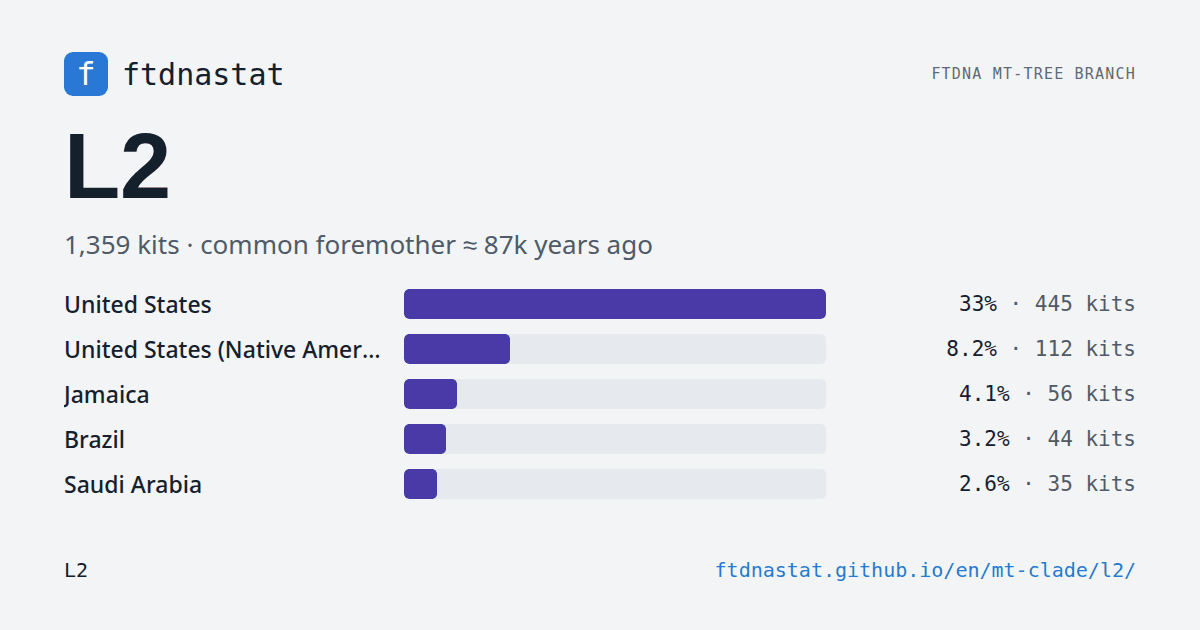 f ftdnastat
FTDNA MT-TREE BRANCH
L2
1,359 kits · common foremother ≈ 87k years ago
United States 33% · 445 kits
United States (Native Amer... 8.2% · 112 kits
Jamaica 4.1% · 56 kits
Brazil 3.2% · 44 kits
Saudi Arabia 2.6% · 35 kits
L2
ftdnastat.github.io/en/mt-clade/l2/